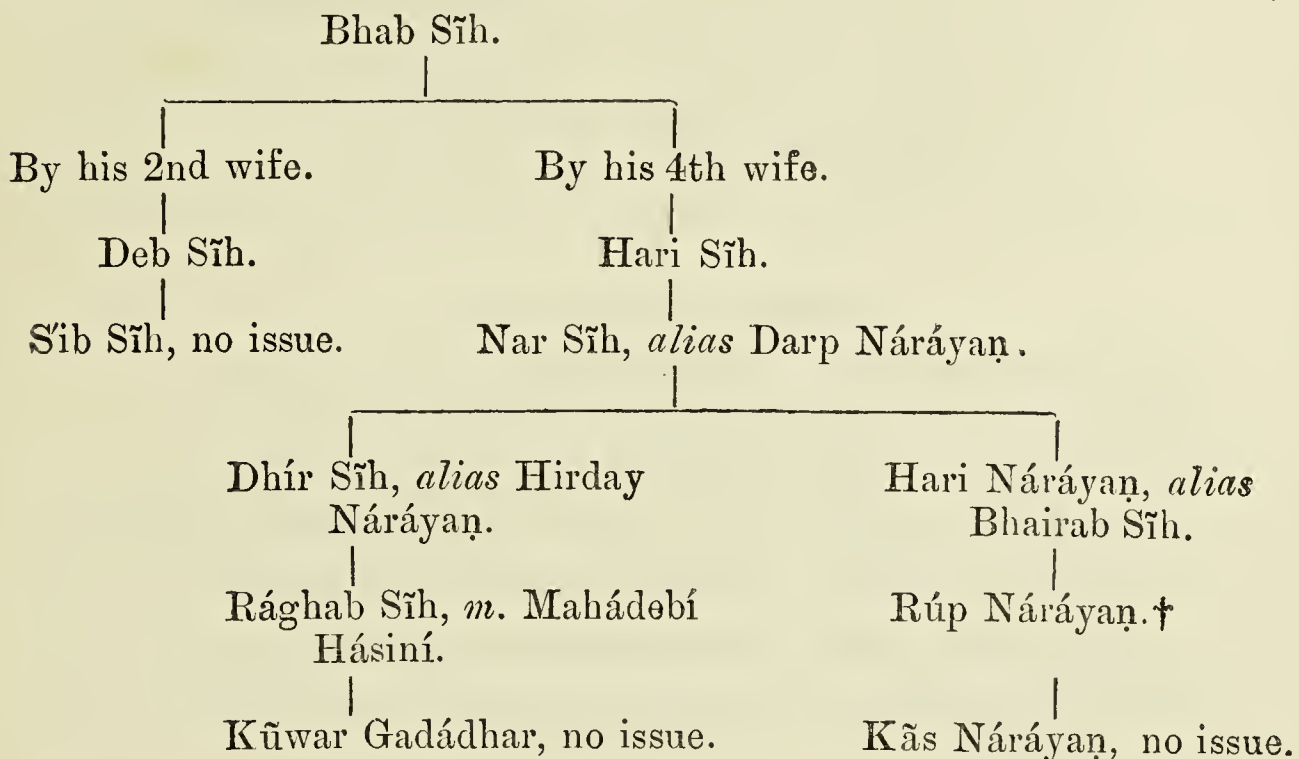 Bhab Sĩh.
By his 2nd wife. By his 4th wife.
Deb Sĩh. Hari Sĩh.
S'ib Sĩh, no issue. Nar Sĩh, alias Darp Náráyaṇ.
Dhír Sĩh, alias Hirday
Náráyaṇ.
Hari Náráyaṇ, alias
Bhairab Sĩh.
Rághab Sĩh, m. Mahádebí
Hásiní.
Rúp Náráyaṇ.†
Kũwar Gadádhar, no issue. Kãs Náráyaṇ, no issue.